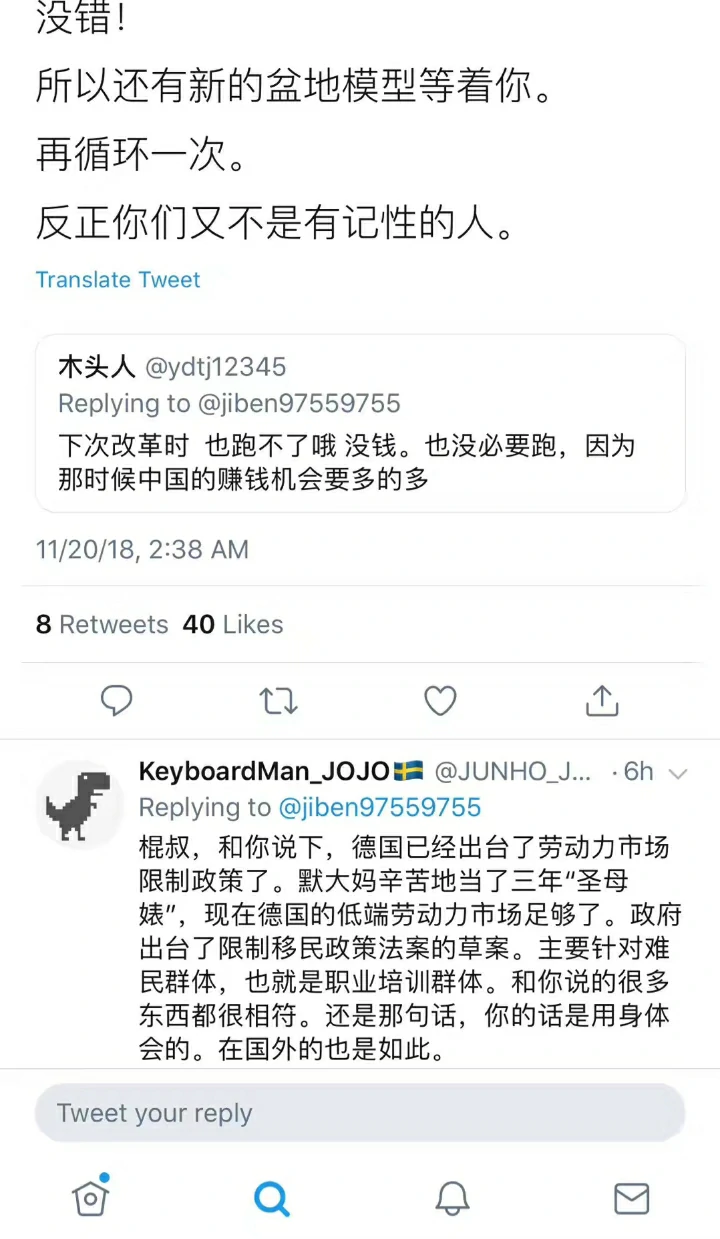 没错！
所以还有新的盆地模型等着你。
再循环一次。
反正你们又不是有记性的人。
Translate Tweet
木头人 @ydtj12345
Replying to @jiben97559755
下次改革时 也跑不了哦 没钱。也没必要跑，因为
那时候中国的赚钱机会要多的多
11/20/18, 2:38 AM
8 Retweets 40 Likes
KeyboardMan_JOJO🇸🇪 @JUNHO_J... · 6h
Replying to @jiben97559755
棍叔，和你说下，德国已经出台了劳动力市场
限制政策了。默大妈辛苦地当了三年“圣母
婊”，现在德国的低端劳动力市场足够了。政府
出台了限制移民政策法案的草案。主要针对难
民群体，也就是职业培训群体。和你说的很多
东西都很相符。还是那句话，你的话是用身体
会的。在国外的也是如此。
Tweet your reply